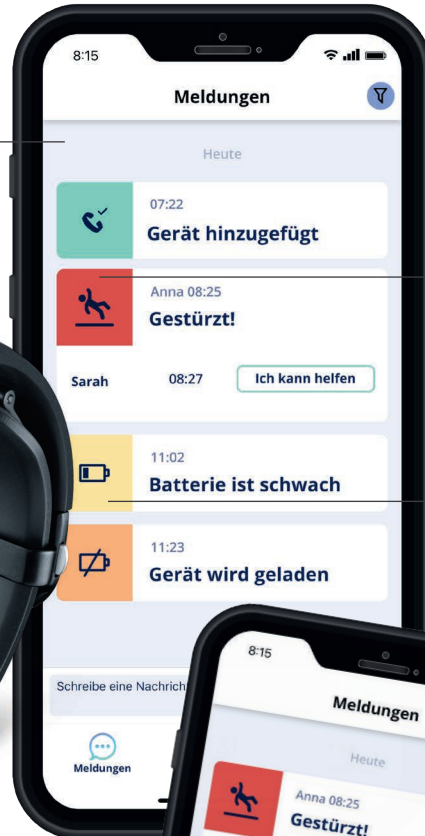 8:15
Meldungen
Heute
07:22
Gerät hinzugefügt
Anna 08:25
Gestürzt!
Sarah 08:27 Ich kann helfen
11:02
Batterie ist schwach
11:23
Gerät wird geladen
Schreibe eine Nachrich
Meldungen
8:15
Meldungen
Heute
Anna 08:25
Gestürzt!